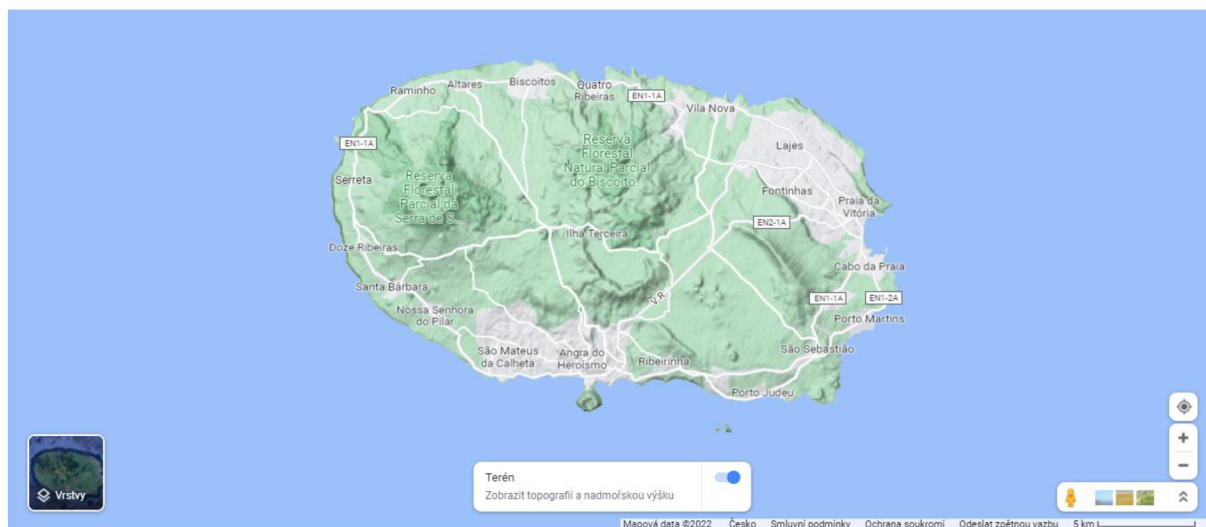 Raminho
Altares
Biscoitos
Quatro
Ribeiras
EN1-1A
Vila Nova
EN1-1A
Serreta
Reserva
Florestal
Parcial da
Serra de S...
Reserva
Florestal
Natural Parcial
do Biscoito...
Lajes
Fontinhas
Praia da
Vitória
EN2-1A
Ilha Terceira
Doze Ribeiras
Santa Bárbara
Nossa Senhora
do Pilar
VR
Cabo da Praia
EN1-1A
EN1-2A
Porto Martins
São Sebastião
São Mateus
da Calheta
Angra do
Heroísmo
Ribeirinha
Porto Judeu
Vrstvy
Terén
Zobrazit topografii a nadmořskou výšku
Mapová data ©2022 Česko Smluvní podmínky Ochrana soukromí Odeslat zpětnou vazbu 5 km